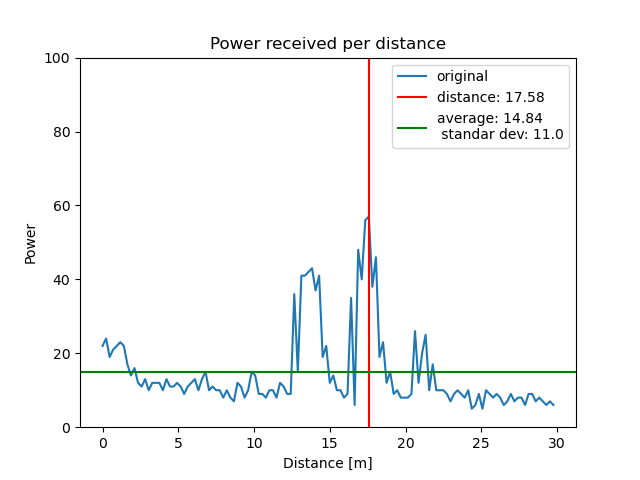 Power received per distance
100
80
60
40
20
0
Power
original
distance: 17.58
average: 14.84
standar dev: 11.0
0 5 10 15 20 25 30
Distance [m]